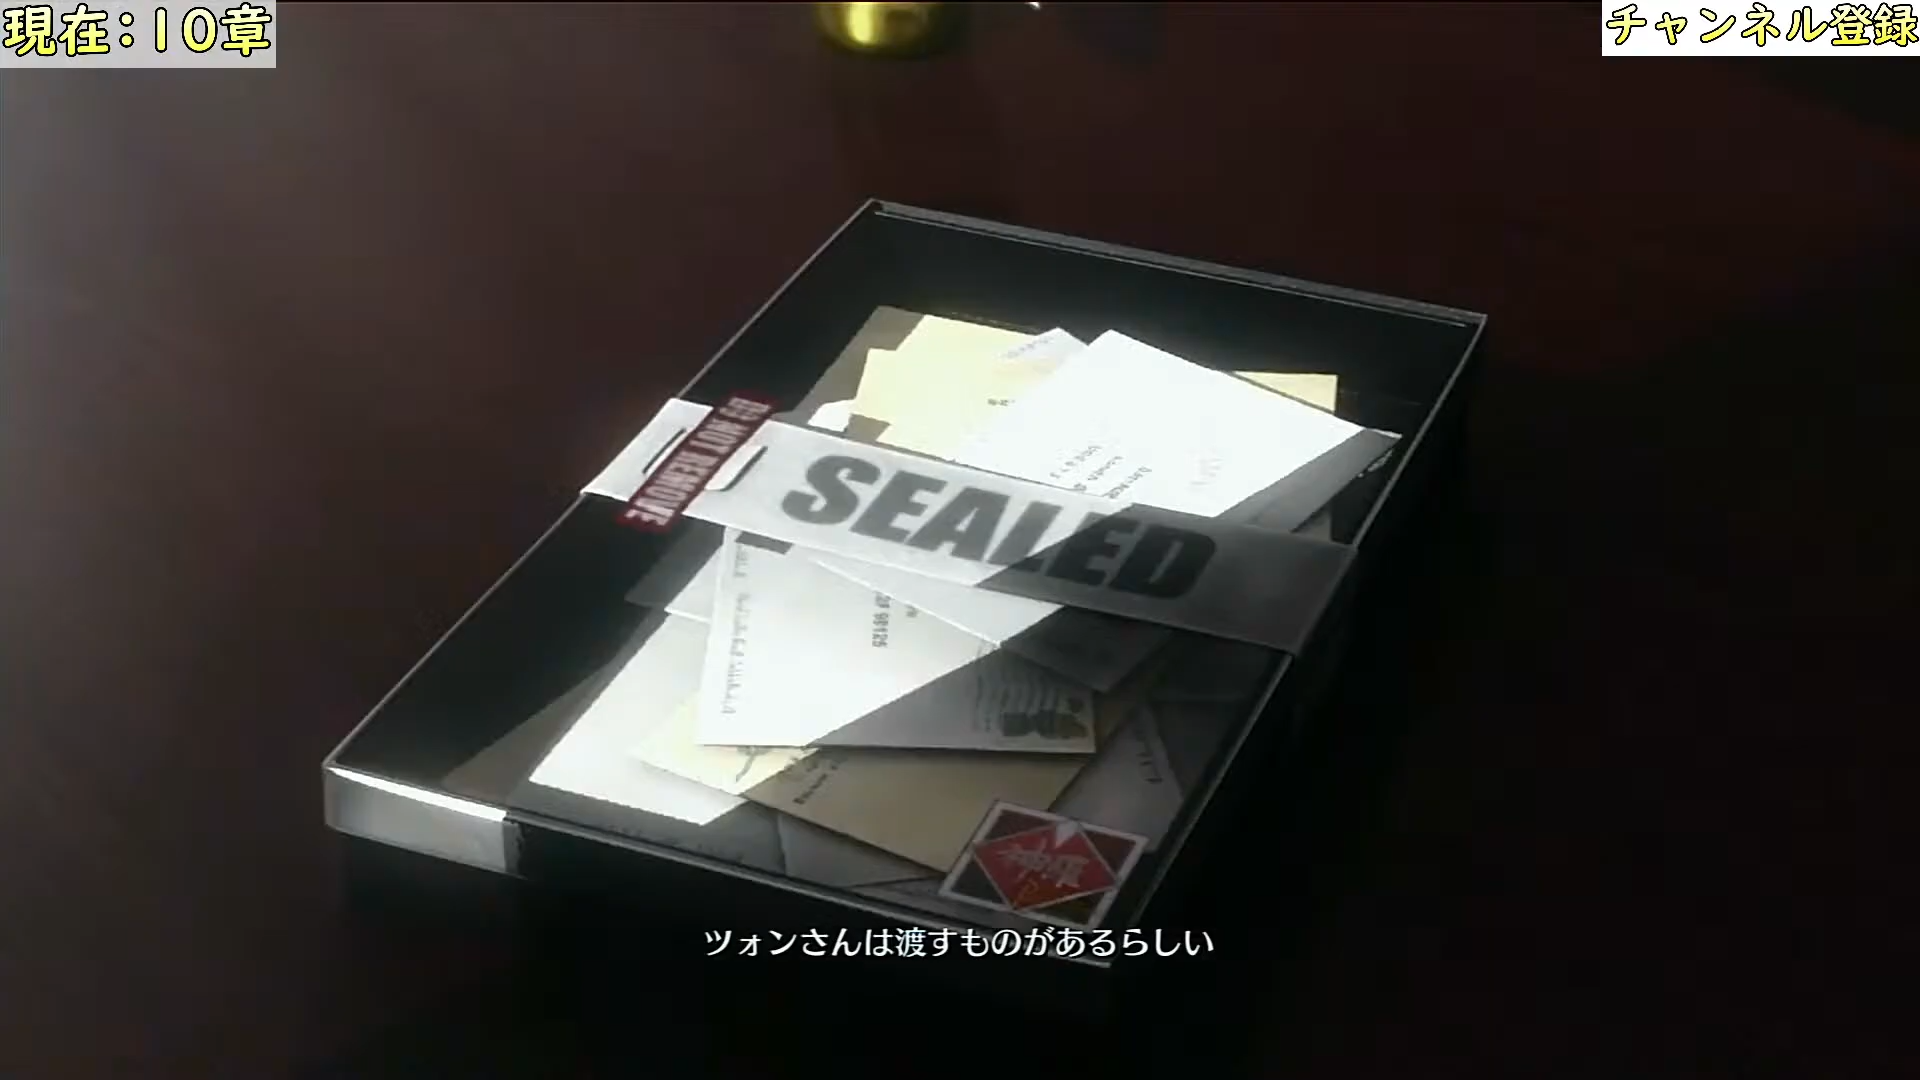 現在:10章
チャンネル登録
DO NOT REMOVE
SEALED
98125
ツォンさんは渡すものがあるらしい